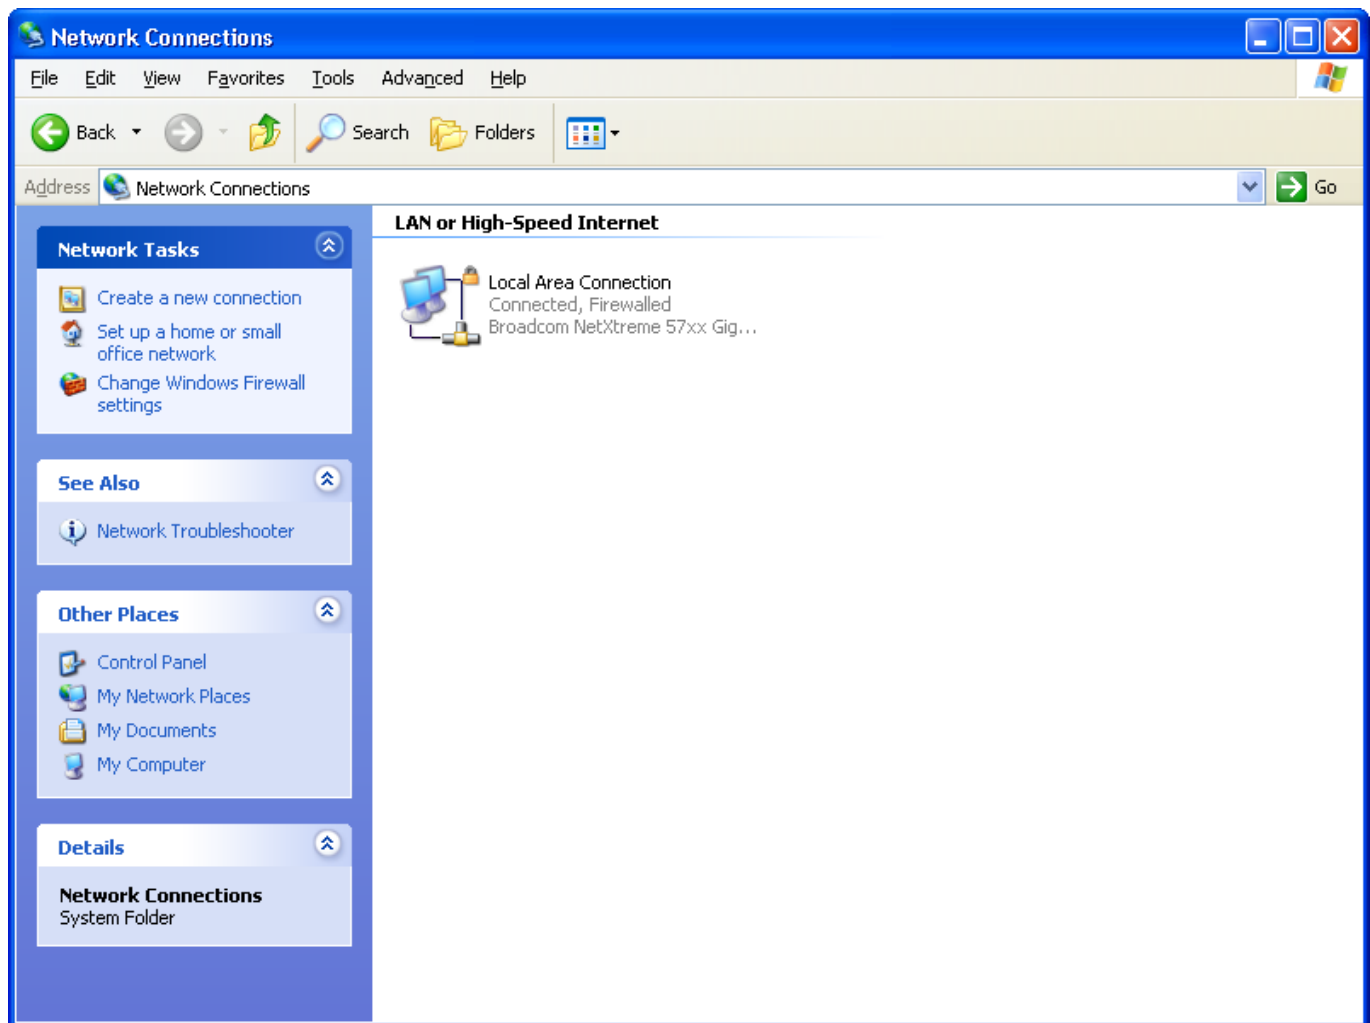 Network Connections
File Edit View Favorites Tools Advanced Help
Back Search Folders
Address Network Connections Go
Network Tasks
Create a new connection
Set up a home or small
office network
Change Windows Firewall
settings
See Also
Network Troubleshooter
Other Places
Control Panel
My Network Places
My Documents
My Computer
Details
Network Connections
System Folder
LAN or High-Speed Internet
Local Area Connection
Connected, Firewalled
Broadcom NetXtreme 57xx Gig...